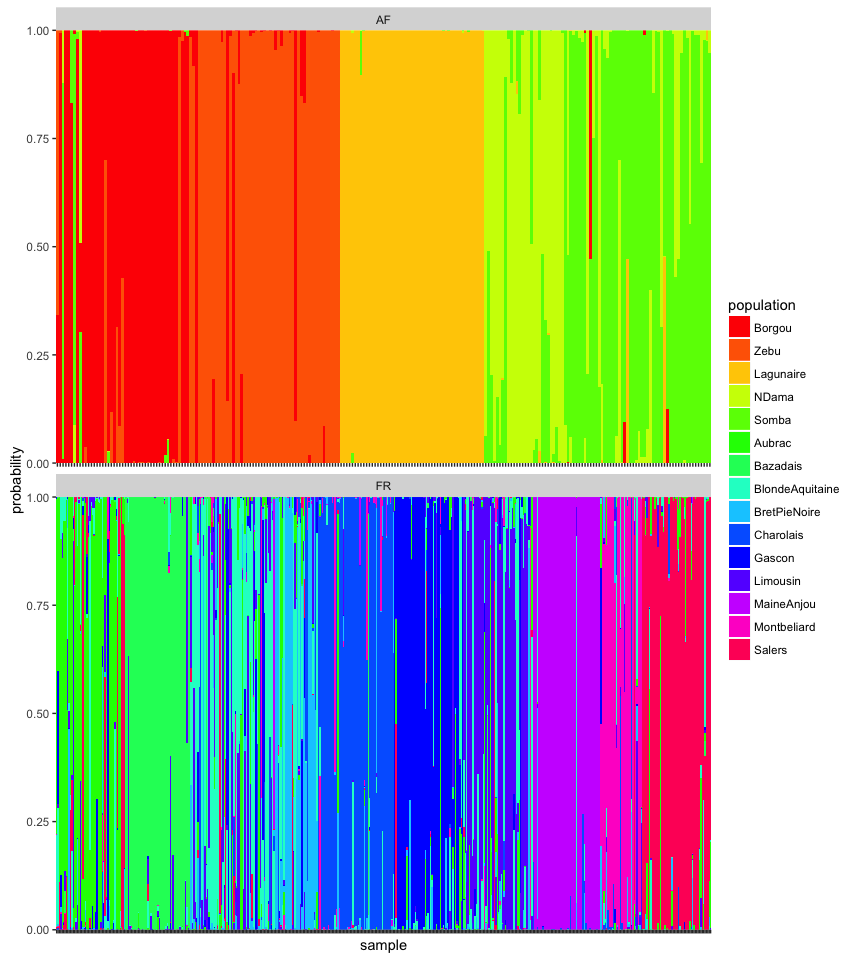 AF
1.00
0.75
0.50
0.25
0.00
probability
FR
1.00
0.75
0.50
0.25
0.00
sample
population
Borgou
Zebu
Lagunaire
NDama
Somba
Aubrac
Bazadais
BlondeAquitaine
BretPieNoire
Charolais
Gascon
Limousin
MaineAnjou
Montbeliard
Salers